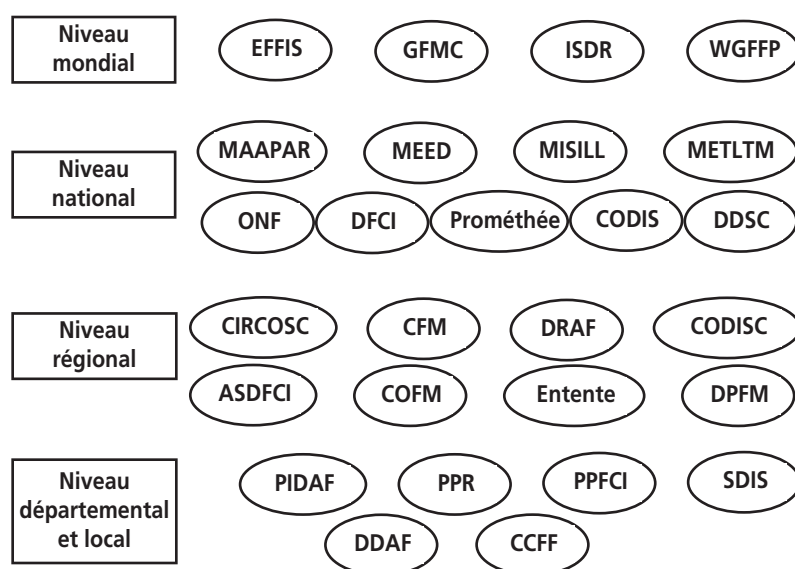 Niveau
mondial
EFFIS GFMC ISDR WGFFP
Niveau
national
MAAPAR MEED MISILL METLTM
ONF DFCI Prométhée CODIS DDSC
Niveau
régional
CIRCOSC CFM DRAF CODISC
ASDFCI COFM Entente DPFM
Niveau
départemental
et local
PIDAF PPR PPFCI SDIS
DDAF CCFF